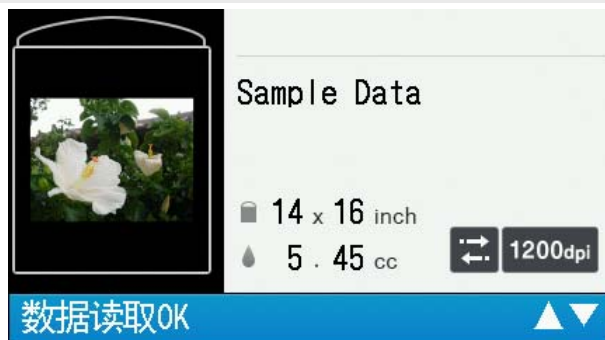 Sample Data
14 x 16 inch
5 . 45 cc
1200dpi
数据读取OK